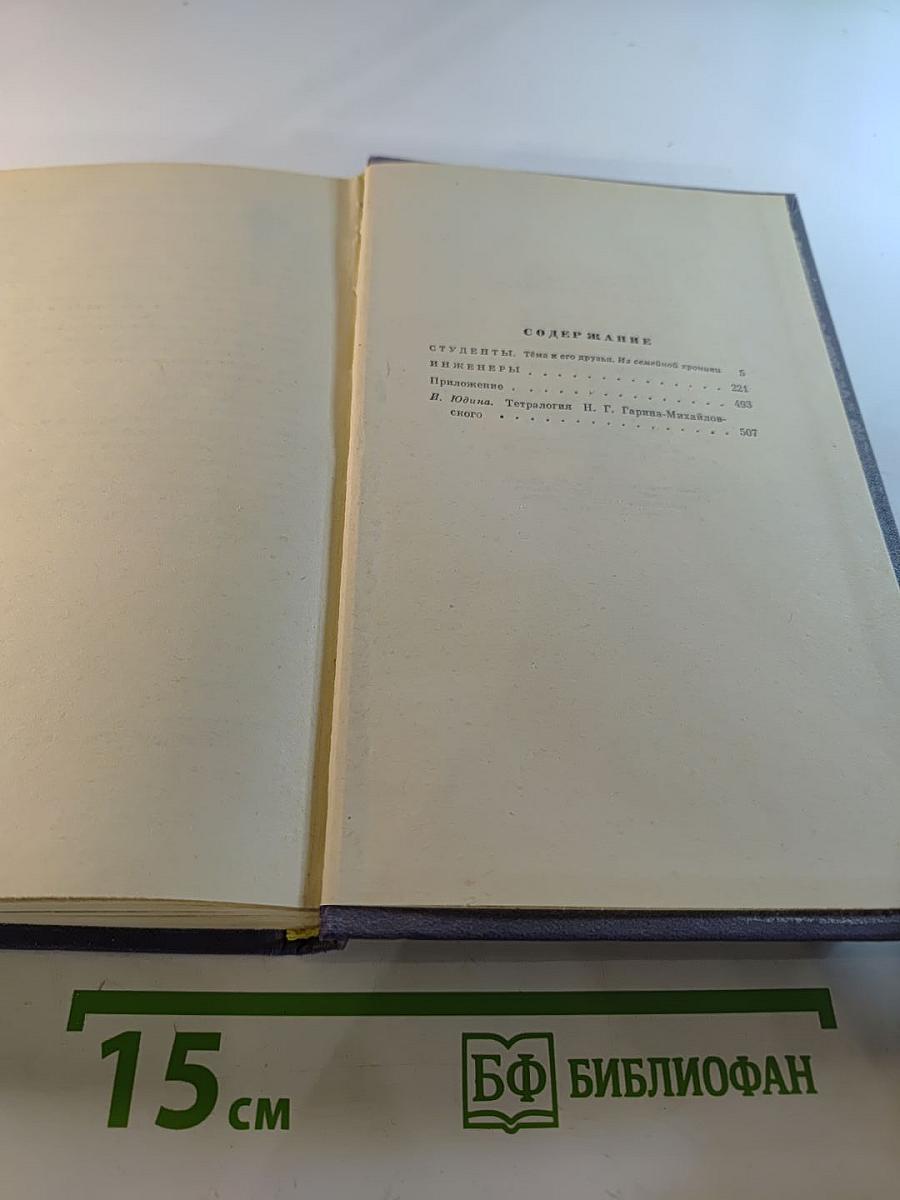 СОДЕРЖАНИЕ
СТУДЕНТЫ. Тёма и его друзья. Из семейной хроники 5
ИНЖЕНЕРЫ . . . . . . . . . . . . . . 221
Приложение . . . . . . . . . . . . . . 493
И. Юдина. Тетралогия Н. Г. Гарина-Михайлов-
ского . . . . . . . . . . . . . . . 507
15 см
БФ БИБЛИОФАН